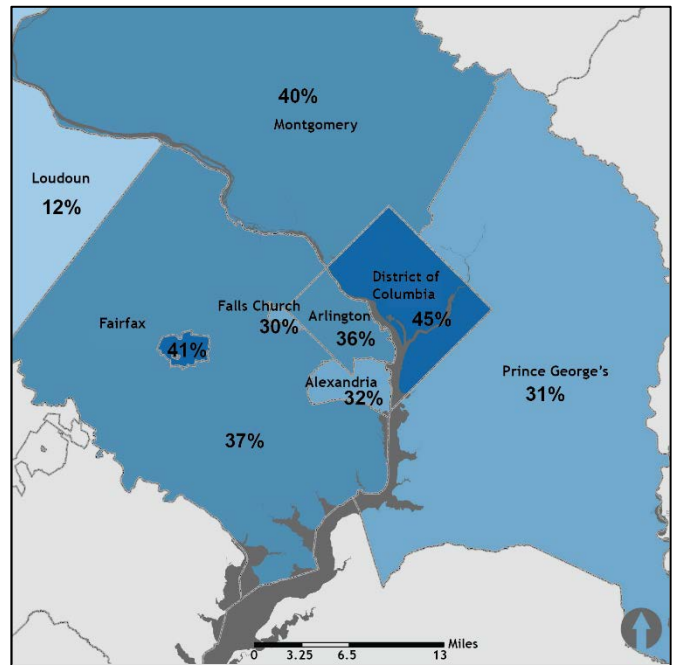 40%
Montgomery
Loudoun
12%
District of
Columbia
45%
Falls Church
30%
Arlington
36%
Fairfax
41%
Alexandria
32%
Prince George's
31%
37%
Miles
0 3.25 6.5 13